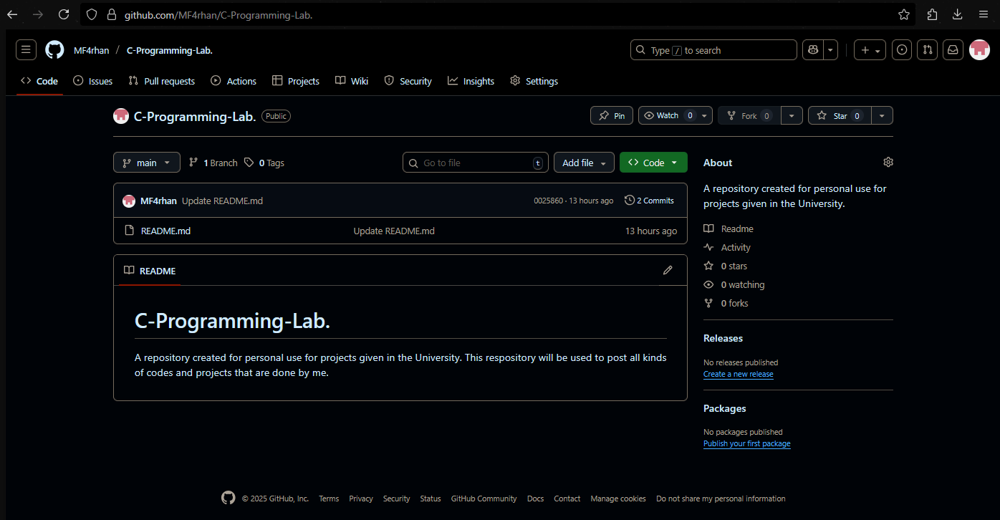 github.com/MF4rhan/C-Programming-Lab.
MF4rhan / C-Programming-Lab.
Type / to search
Code Issues Pull requests Actions Projects Wiki Security Insights Settings
C-Programming-Lab. Public
Pin Watch 0 Fork 0 Star 0
main 1 Branch 0 Tags Go to file t Add file Code
MF4rhan Update README.md 0025860 · 13 hours ago 2 Commits
README.md Update README.md 13 hours ago
README
C-Programming-Lab.
A repository created for personal use for projects given in the University. This respository will be used to post all kinds
of codes and projects that are done by me.
About
A repository created for personal use for
projects given in the University.
Readme
Activity
0 stars
0 watching
0 forks
Releases
No releases published
Create a new release
Packages
No packages published
Publish your first package
© 2025 GitHub, Inc. Terms Privacy Security Status GitHub Community Docs Contact Manage cookies Do not share my personal information